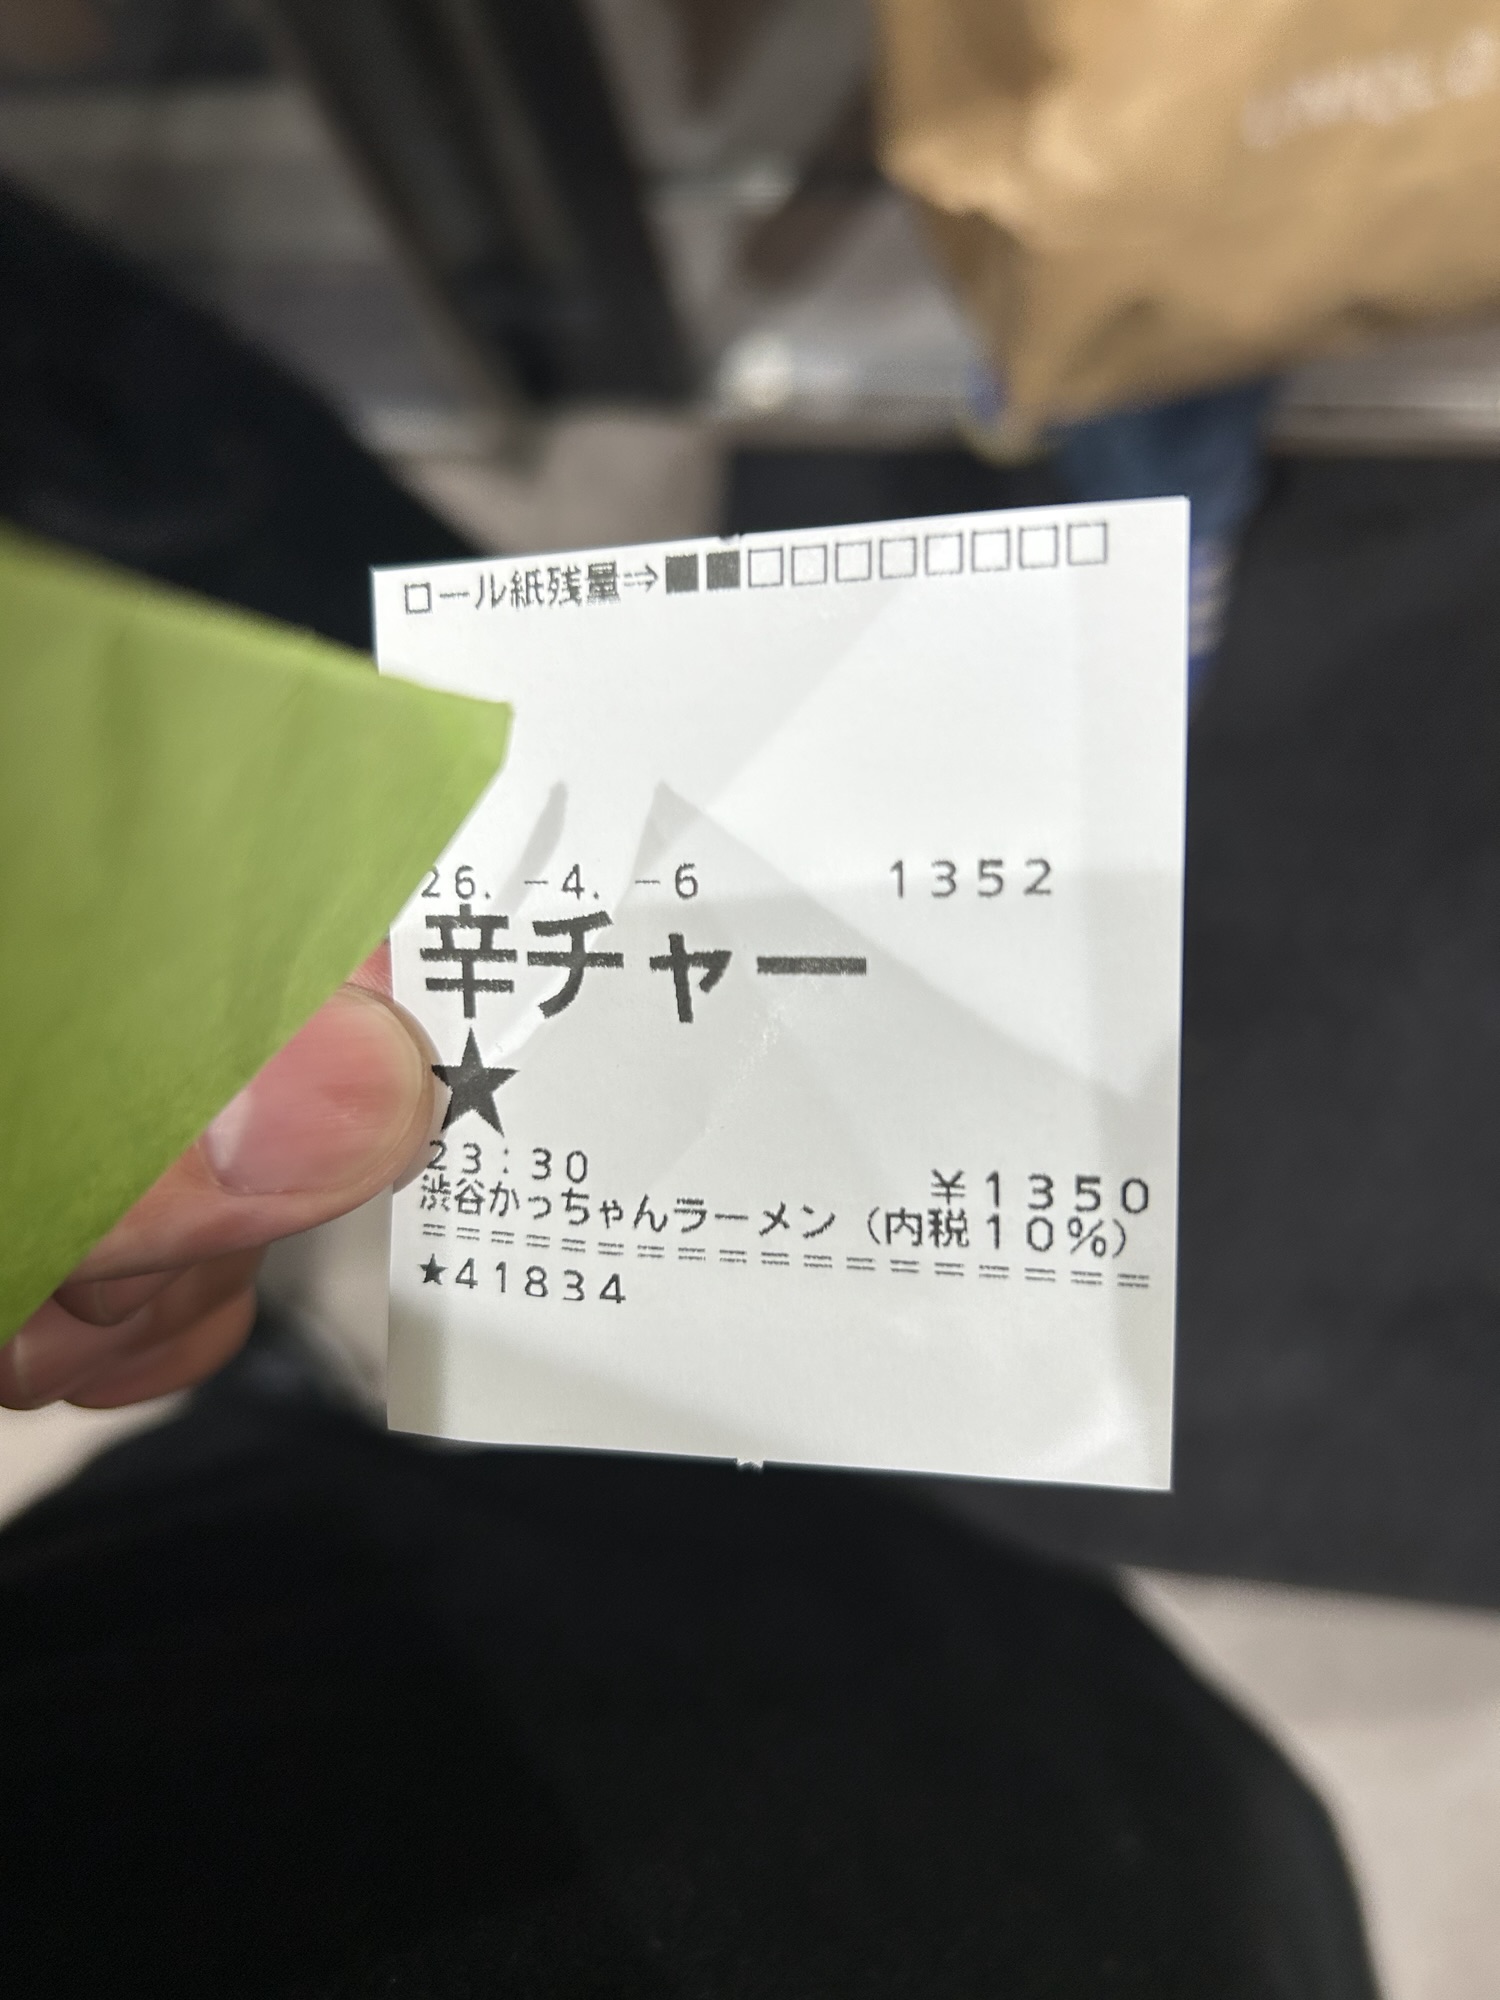 ロール紙残量⇒■■□□□□□□□□
26. -4. -6 1352
辛チャー
★
23:30 ¥1350
渋谷かっちゃんラーメン (内税10%)
====================
★41834